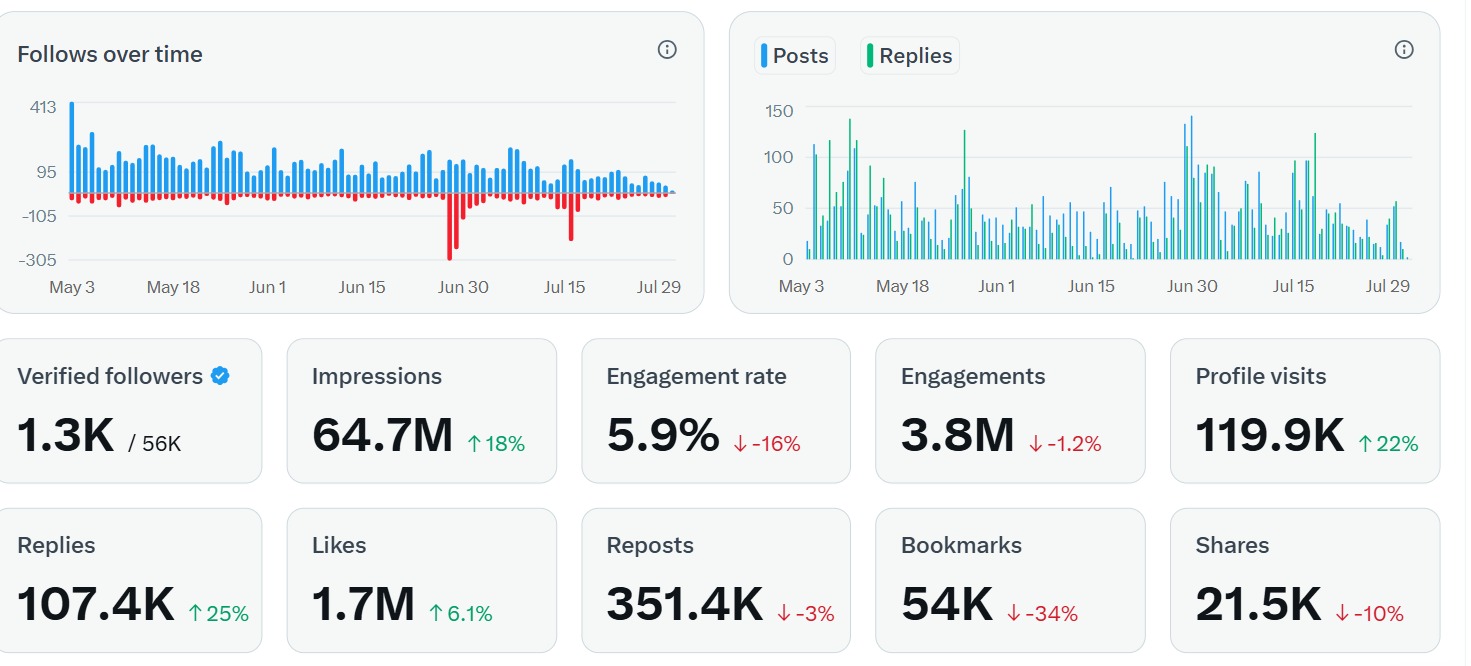 Follows over time
413
95
-105
-305
May 3 May 18 Jun 1 Jun 15 Jun 30 Jul 15 Jul 29
Posts Replies
150
100
50
0
May 3 May 18 Jun 1 Jun 15 Jun 30 Jul 15 Jul 29
Verified followers
1.3K / 56K
Impressions
64.7M ↑18%
Engagement rate
5.9% ↓-16%
Engagements
3.8M ↓-1.2%
Profile visits
119.9K ↑22%
Replies
107.4K ↑25%
Likes
1.7M ↑6.1%
Reposts
351.4K ↓-3%
Bookmarks
54K ↓-34%
Shares
21.5K ↓-10%